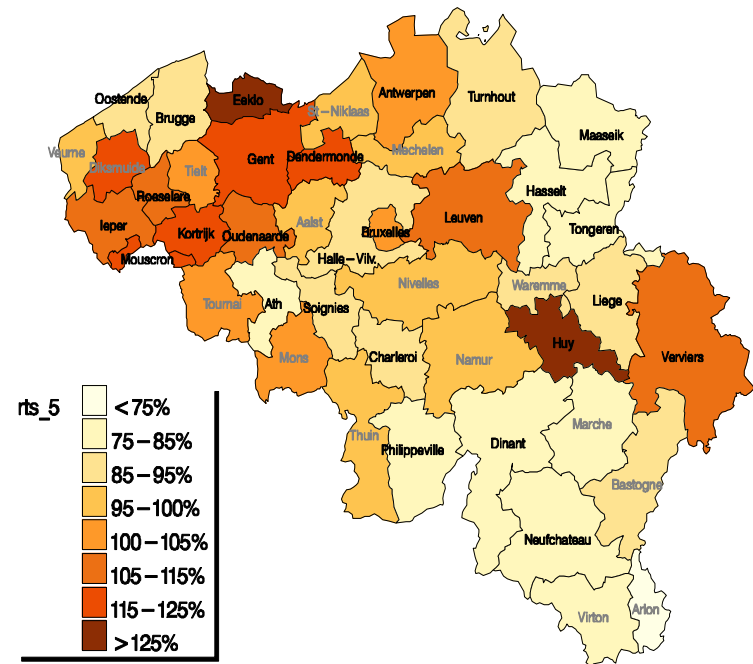 Oostende
Brugge
Eeklo
St–Niklaas
Antwerpen
Turnhout
Maaseik
Veurne
Diksmuide
Tielt
Gent
Dendermonde
Mechelen
Roeselare
Hasselt
Ieper
Kortrijk
Oudenaarde
Aalst
Bruxelles
Leuven
Tongeren
Mouscron
Halle–Vilv.
Tournai
Ath
Soignies
Nivelles
Waremme
Liege
Mons
Charleroi
Namur
Huy
Verviers
Thuin
Philippeville
Dinant
Marche
Bastogne
Neufchateau
Virton
Arlon
rts_5
<75%
75–85%
85–95%
95–100%
100–105%
105–115%
115–125%
>125%